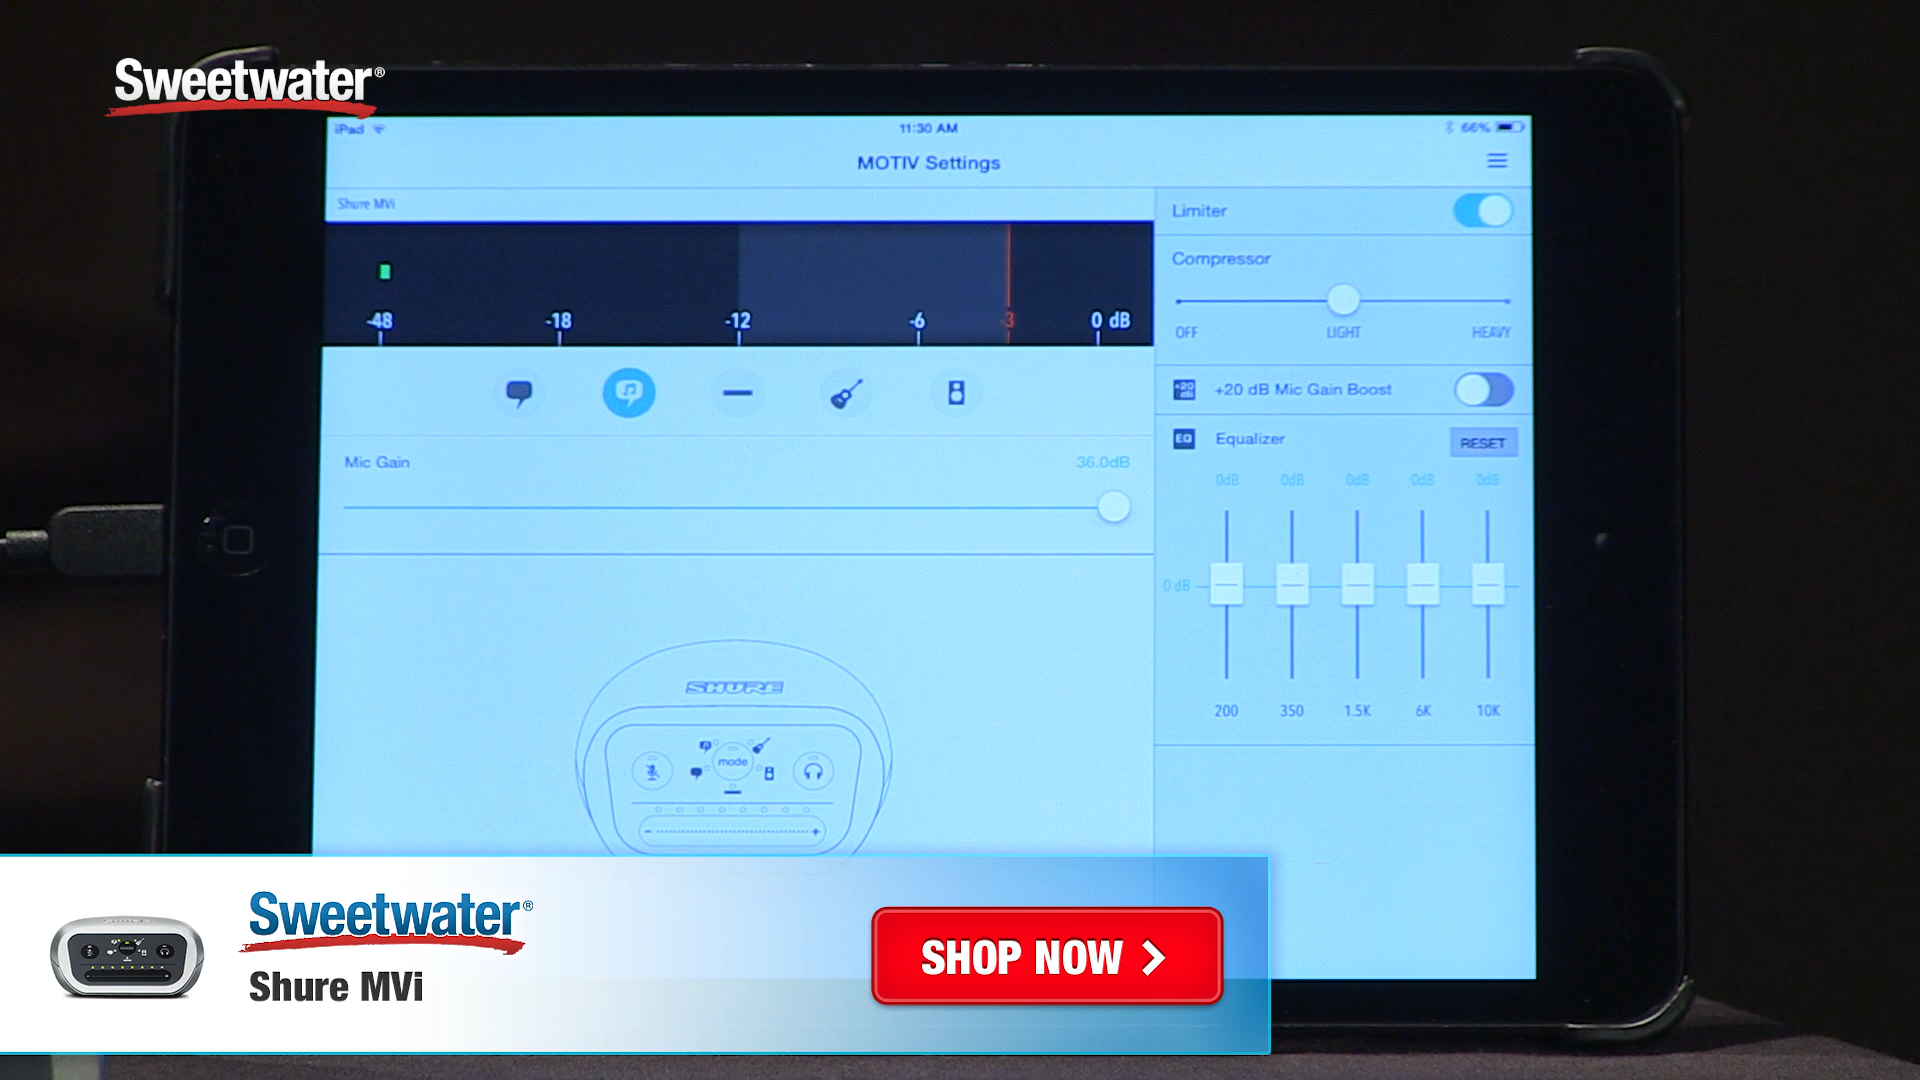 Sweetwater®
iPad 11:30 AM 66%
MOTIV Settings
Shure MVi
-48 -18 -12 -6 -3 0 dB
Mic Gain 36.0dB
SHURE
mode
- +
Limiter
Compressor
OFF LIGHT HEAVY
+20 dB +20 dB Mic Gain Boost
EQ Equalizer RESET
0dB 0dB 0dB 0dB 0dB
0 dB
200 350 1.5K 6K 10K
Sweetwater®
Shure MVi
SHOP NOW >